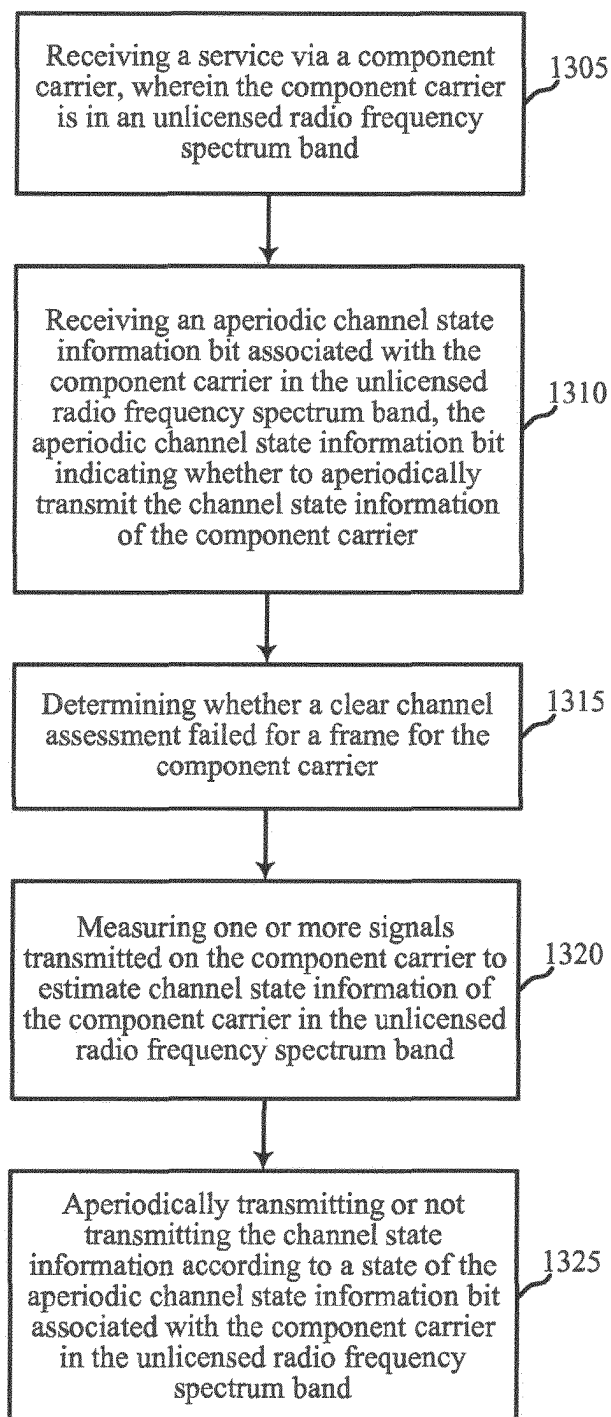 Receiving a service via a component
carrier, wherein the component carrier
is in an unlicensed radio frequency
spectrum band
1305
Receiving an aperiodic channel state
information bit associated with the
component carrier in the unlicensed
radio frequency spectrum band, the
aperiodic channel state information bit
indicating whether to aperiodically
transmit the channel state information
of the component carrier
1310
Determining whether a clear channel
assessment failed for a frame for the
component carrier
1315
Measuring one or more signals
transmitted on the component carrier to
estimate channel state information of
the component carrier in the unlicensed
radio frequency spectrum band
1320
Aperiodically transmitting or not
transmitting the channel state
information according to a state of the
aperiodic channel state information bit
associated with the component carrier
in the unlicensed radio frequency
spectrum band
1325